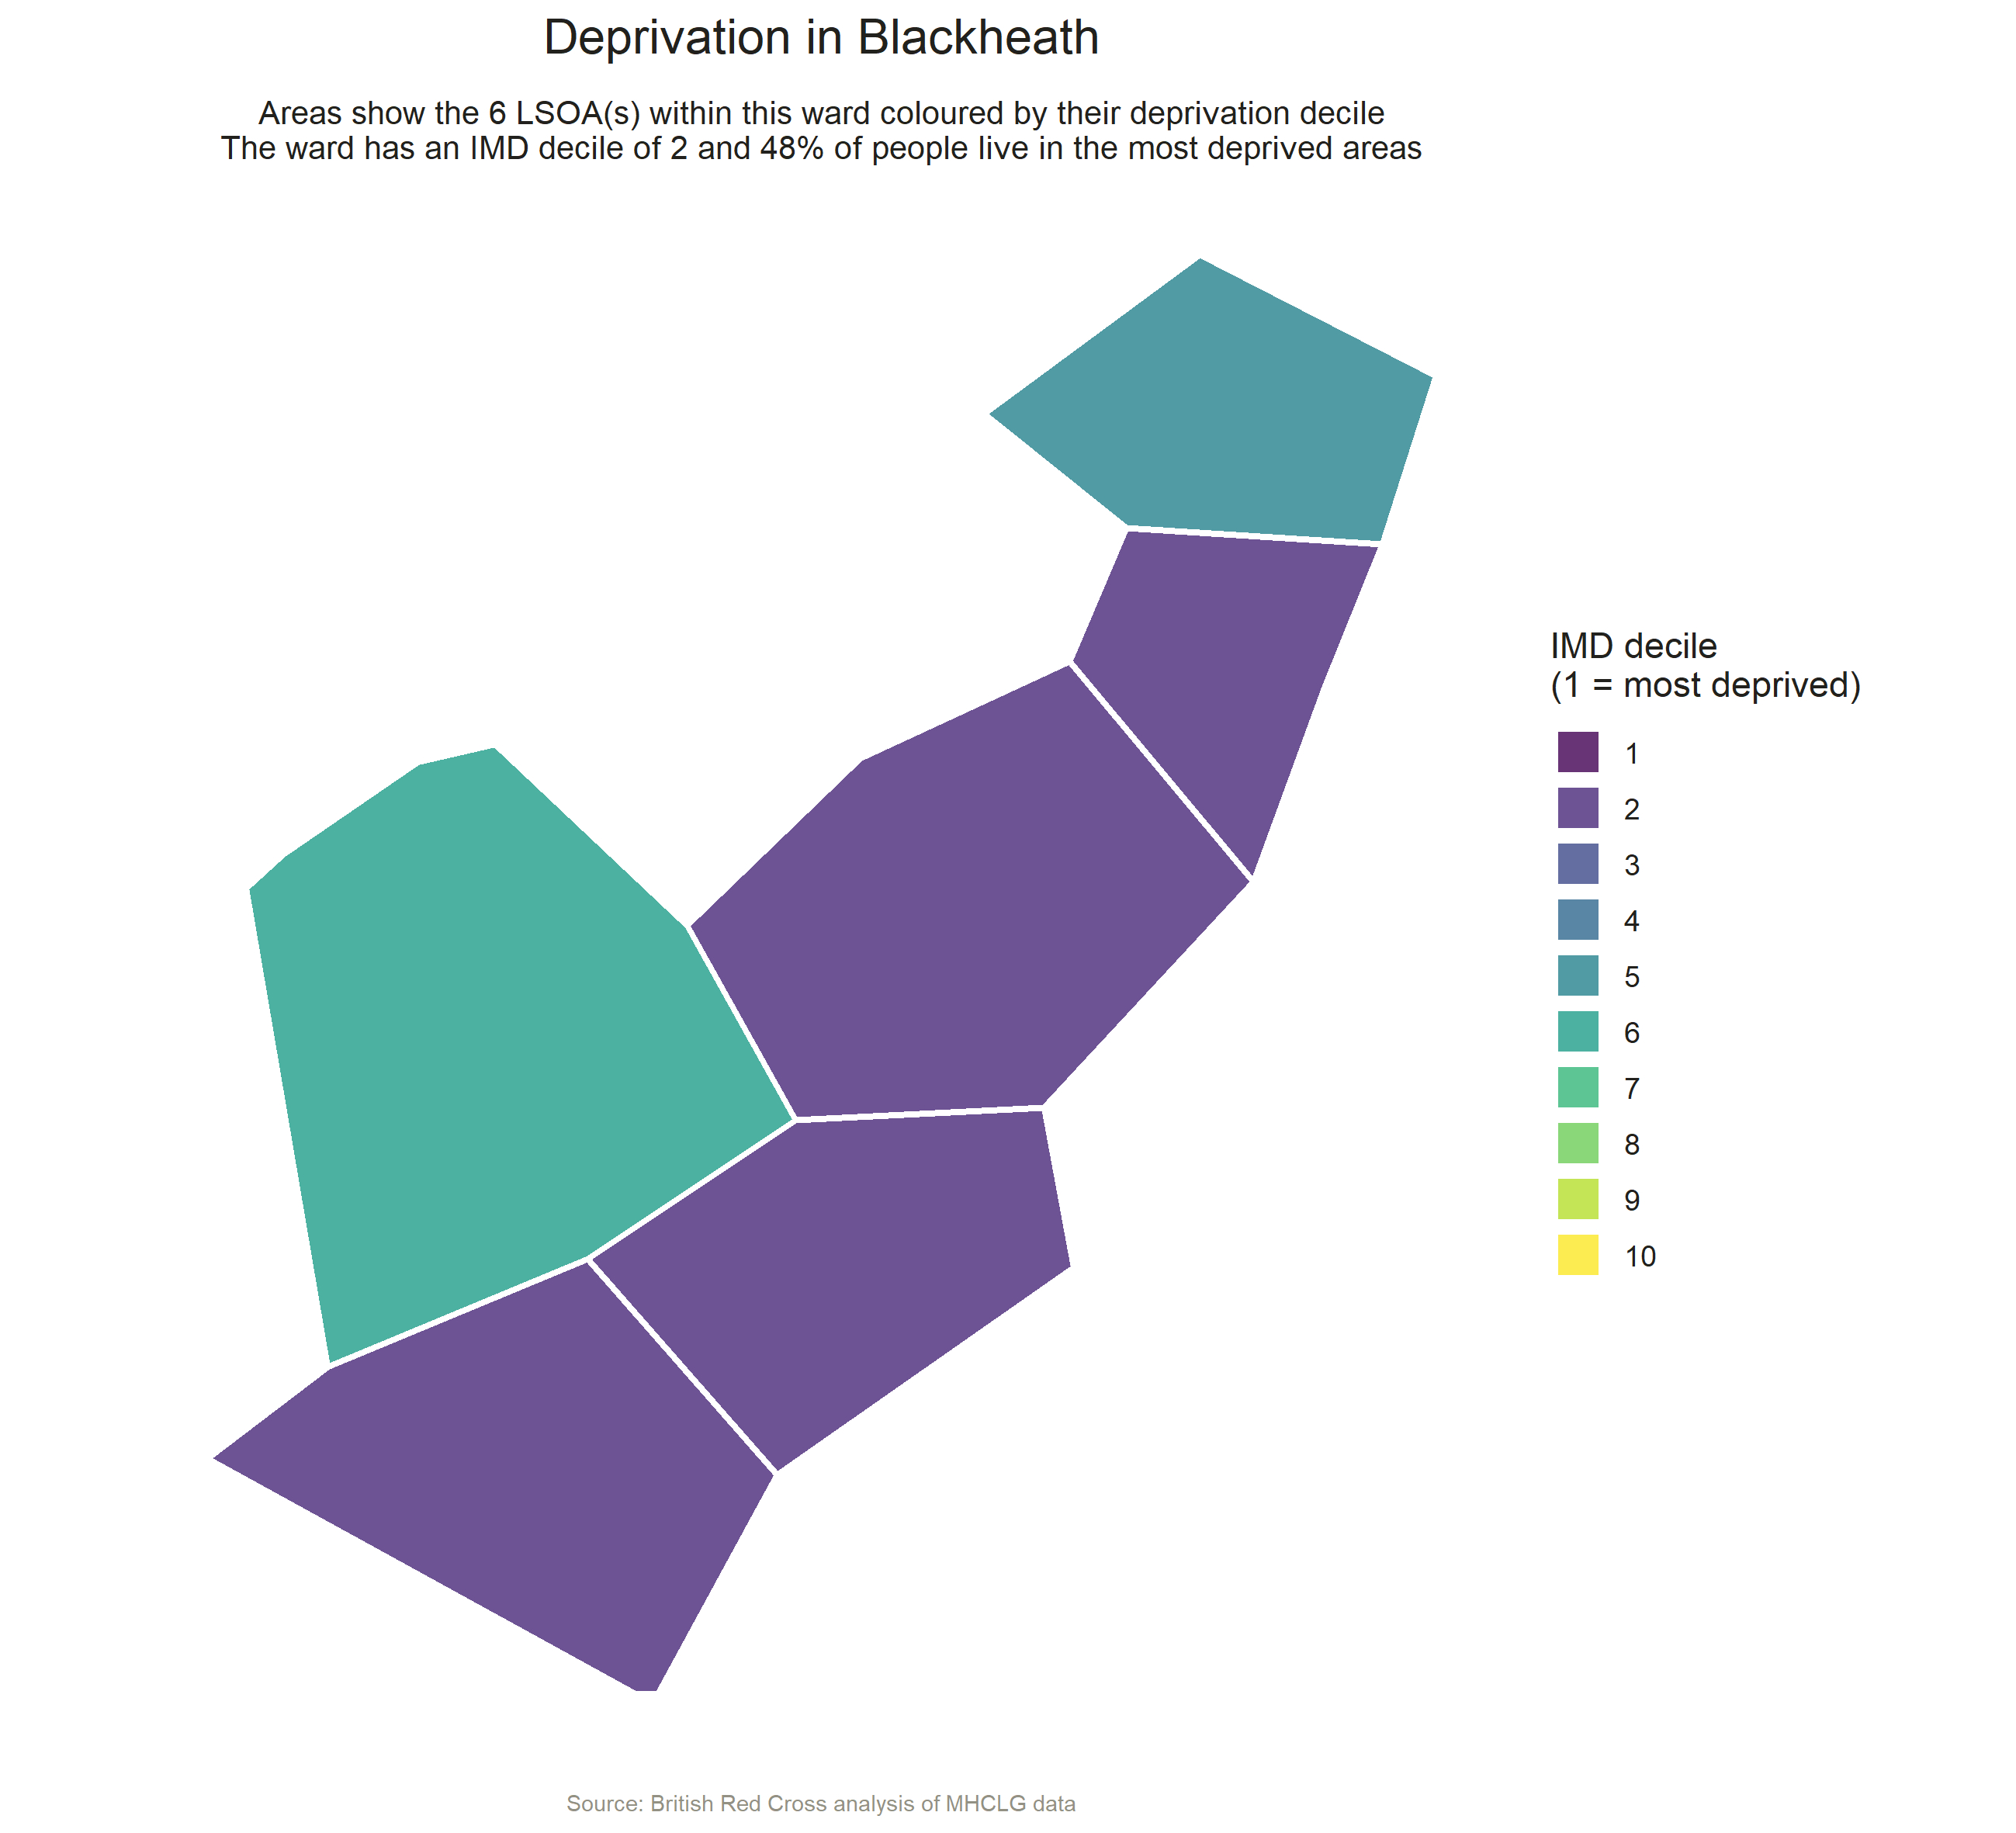 Deprivation in Blackheath
Areas show the 6 LSOA(s) within this ward coloured by their deprivation decile
The ward has an IMD decile of 2 and 48% of people live in the most deprived areas
IMD decile
(1 = most deprived)
1
2
3
4
5
6
7
8
9
10
Source: British Red Cross analysis of MHCLG data